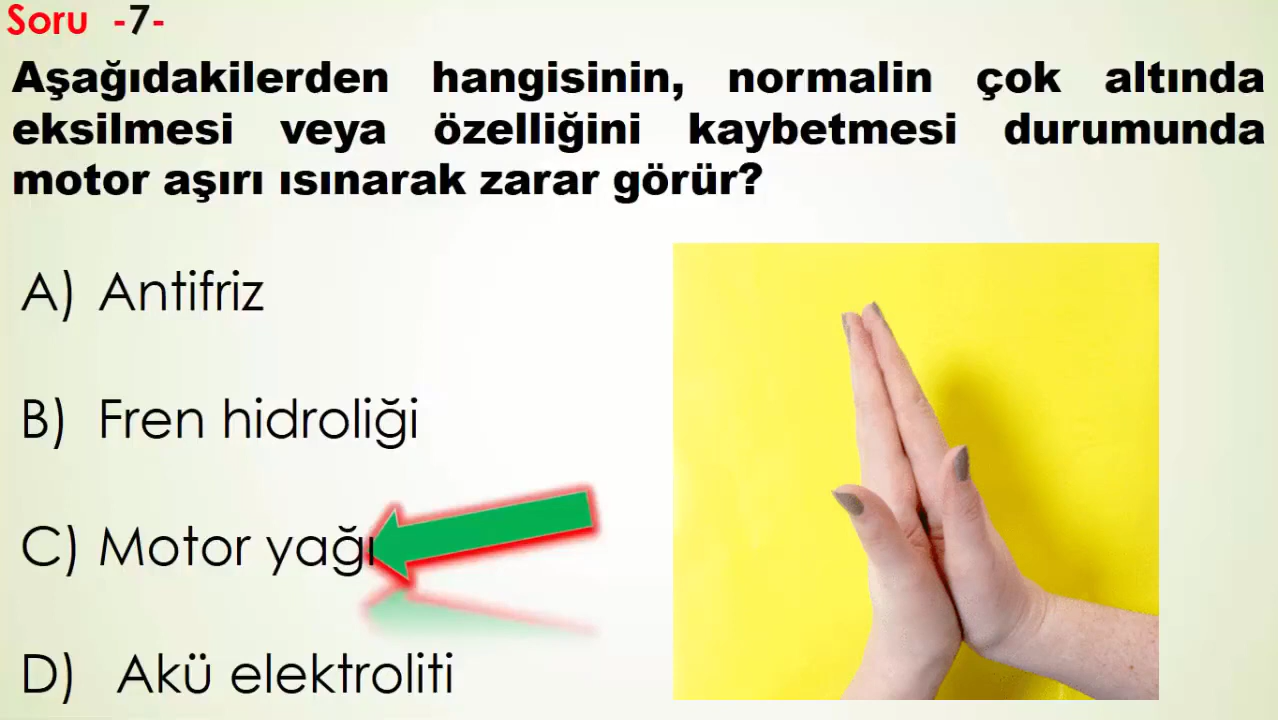 Soru -7-
Aşağıdakilerden hangisinin, normalin çok altında
eksilmesi veya özelliğini kaybetmesi durumunda
motor aşırı ısınarak zarar görür?
A) Antifriz
B) Fren hidroliği
C) Motor yağı
D) Akü elektroliti